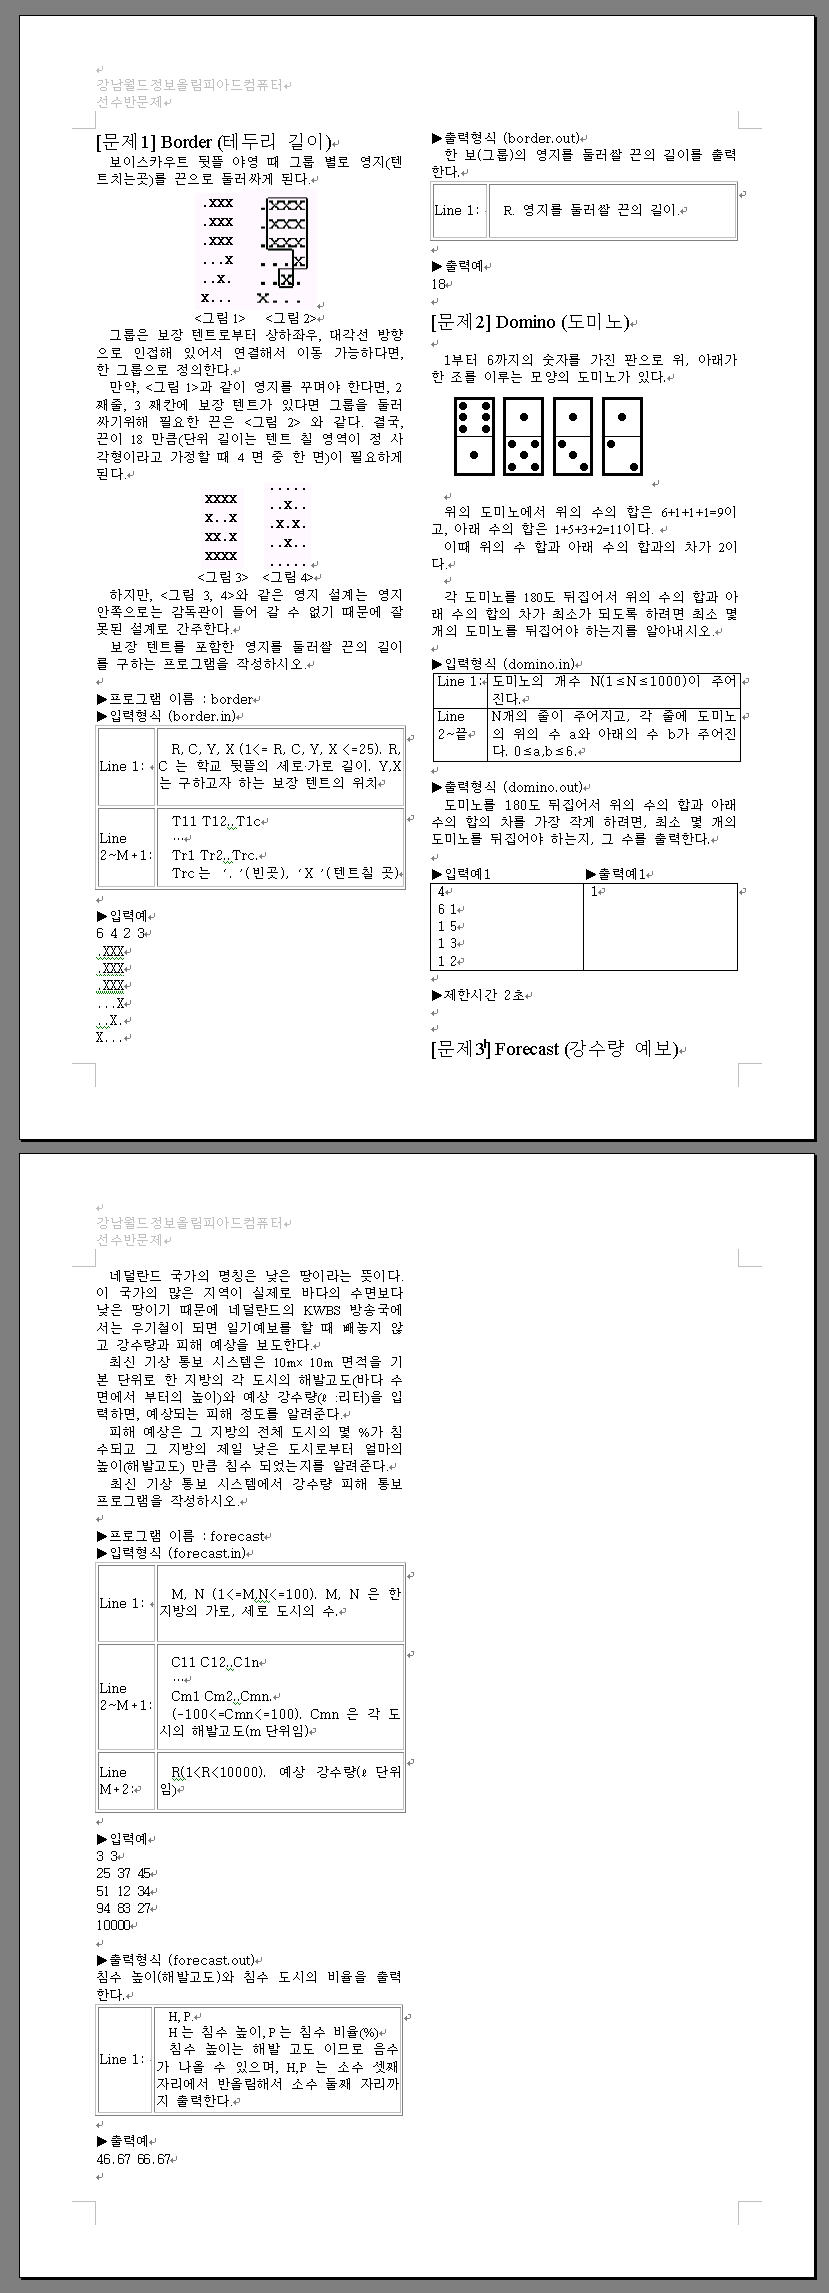 강남월드정보올림피아드컴퓨터
선수반문제
[문제1] Border (테두리 길이)
보이스카우트 뒷뜰 야영 때 그룹 별로 영지(텐
트치는곳)를 끈으로 둘러싸게 된다.
.XXX
.XXX
.XXX
...X
..X.
X...
.XXX
.XXX
.XXX
...X
..X.
X...
<그림 1> <그림 2>
그룹은 보장 텐트로부터 상하좌우, 대각선 방향
으로 인접해 있어서 연결해서 이동 가능하다면,
한 그룹으로 정의한다.
만약, <그림 1>과 같이 영지를 꾸며야 한다면, 2
째줄, 3 째칸에 보장 텐트가 있다면 그룹을 둘러
싸기위해 필요한 끈은 <그림 2> 와 같다. 결국,
끈이 18 만큼(단위 길이는 텐트 칠 영역이 정 사
각형이라고 가정할 때 4 면 중 한 면)이 필요하게
된다.
XXXX
X..X
XX.X
XXXX
.....
..X..
.X.X.
..X..
.....
<그림 3> <그림 4>
하지만, <그림 3, 4>와 같은 영지 설계는 영지
안쪽으로는 감독관이 들어 갈 수 없기 때문에 잘
못된 설계로 간주한다.
보장 텐트를 포함한 영지를 둘러쌀 끈의 길이
를 구하는 프로그램을 작성하시오.
▶프로그램 이름 : border
▶입력형식 (border.in)
Line 1:
R, C, Y, X (1<= R, C, Y, X <=25). R,
C 는 학교 뒷뜰의 세로·가로 길이. Y,X
는 구하고자 하는 보장 텐트의 위치
Line
2~M+1:
T11 T12..T1c
…
Tr1 Tr2..Trc.
Trc 는 '. '(빈곳), 'X '(텐트칠 곳)
▶입력예
6 4 2 3
.XXX
.XXX
.XXX
...X
..X.
X...
▶출력형식 (border.out)
한 보(그룹)의 영지를 둘러쌀 끈의 길이를 출력
한다.
Line 1:
R. 영지를 둘러쌀 끈의 길이.
▶출력예
18
[문제2] Domino (도미노)
1부터 6까지의 숫자를 가진 판으로 위, 아래가
한 조를 이루는 모양의 도미노가 있다.
위의 도미노에서 위의 수의 합은 6+1+1+1=9이
고, 아래 수의 합은 1+5+3+2=11이다.
이때 위의 수 합과 아래 수의 합과의 차가 2이
다.
각 도미노를 180도 뒤집어서 위의 수의 합과 아
래 수의 합의 차가 최소가 되도록 하려면 최소 몇
개의 도미노를 뒤집어야 하는지를 알아내시오.
▶입력형식 (domino.in)
Line 1:
도미노의 개수 N(1≤N≤1000)이 주어
진다.
Line
2~끝
N개의 줄이 주어지고, 각 줄에 도미노
의 위의 수 a와 아래의 수 b가 주어진
다. 0≤a,b≤6.
▶출력형식 (domino.out)
도미노를 180도 뒤집어서 위의 수의 합과 아래
수의 합의 차를 가장 작게 하려면, 최소 몇 개의
도미노를 뒤집어야 하는지, 그 수를 출력한다.
▶입력예1
▶출력예1
4
6 1
1 5
1 3
1 2
1
▶제한시간 2초
[문제3] Forecast (강수량 예보)
강남월드정보올림피아드컴퓨터
선수반문제
네덜란드 국가의 명칭은 낮은 땅이라는 뜻이다.
이 국가의 많은 지역이 실제로 바다의 수면보다
낮은 땅이기 때문에 네덜란드의 KWBS 방송국에
서는 우기철이 되면 일기예보를 할 때 빼놓지 않
고 강수량과 피해 예상을 보도한다.
최신 기상 통보 시스템은 10m× 10m 면적을 기
본 단위로 한 지방의 각 도시의 해발고도(바다 수
면에서 부터의 높이)와 예상 강수량(ℓ :리터)을 입
력하면, 예상되는 피해 정도를 알려준다.
피해 예상은 그 지방의 전체 도시의 몇 %가 침
수되고 그 지방의 제일 낮은 도시로부터 얼마의
높이(해발고도) 만큼 침수 되었는지를 알려준다.
최신 기상 통보 시스템에서 강수량 피해 통보
프로그램을 작성하시오.
▶프로그램 이름 : forecast
▶입력형식 (forecast.in)
Line 1:
M, N (1<=M,N<=100). M, N 은 한
지방의 가로, 세로 도시의 수.
Line
2~M+1:
C11 C12..C1n
…
Cm1 Cm2..Cmn.
(-100<=Cmn<=100). Cmn 은 각 도
시의 해발고도(m 단위임)
Line
M+2:
R(1<R<10000). 예상 강수량(ℓ 단위
임)
▶입력예
3 3
25 37 45
51 12 34
94 83 27
10000
▶출력형식 (forecast.out)
침수 높이(해발고도)와 침수 도시의 비율을 출력
한다.
Line 1:
H, P.
H 는 침수 높이, P 는 침수 비율(%)
침수 높이는 해발 고도 이므로 음수
가 나올 수 있으며, H,P 는 소수 셋째
자리에서 반올림해서 소수 둘째 자리까
지 출력한다.
▶출력예
46.67 66.67